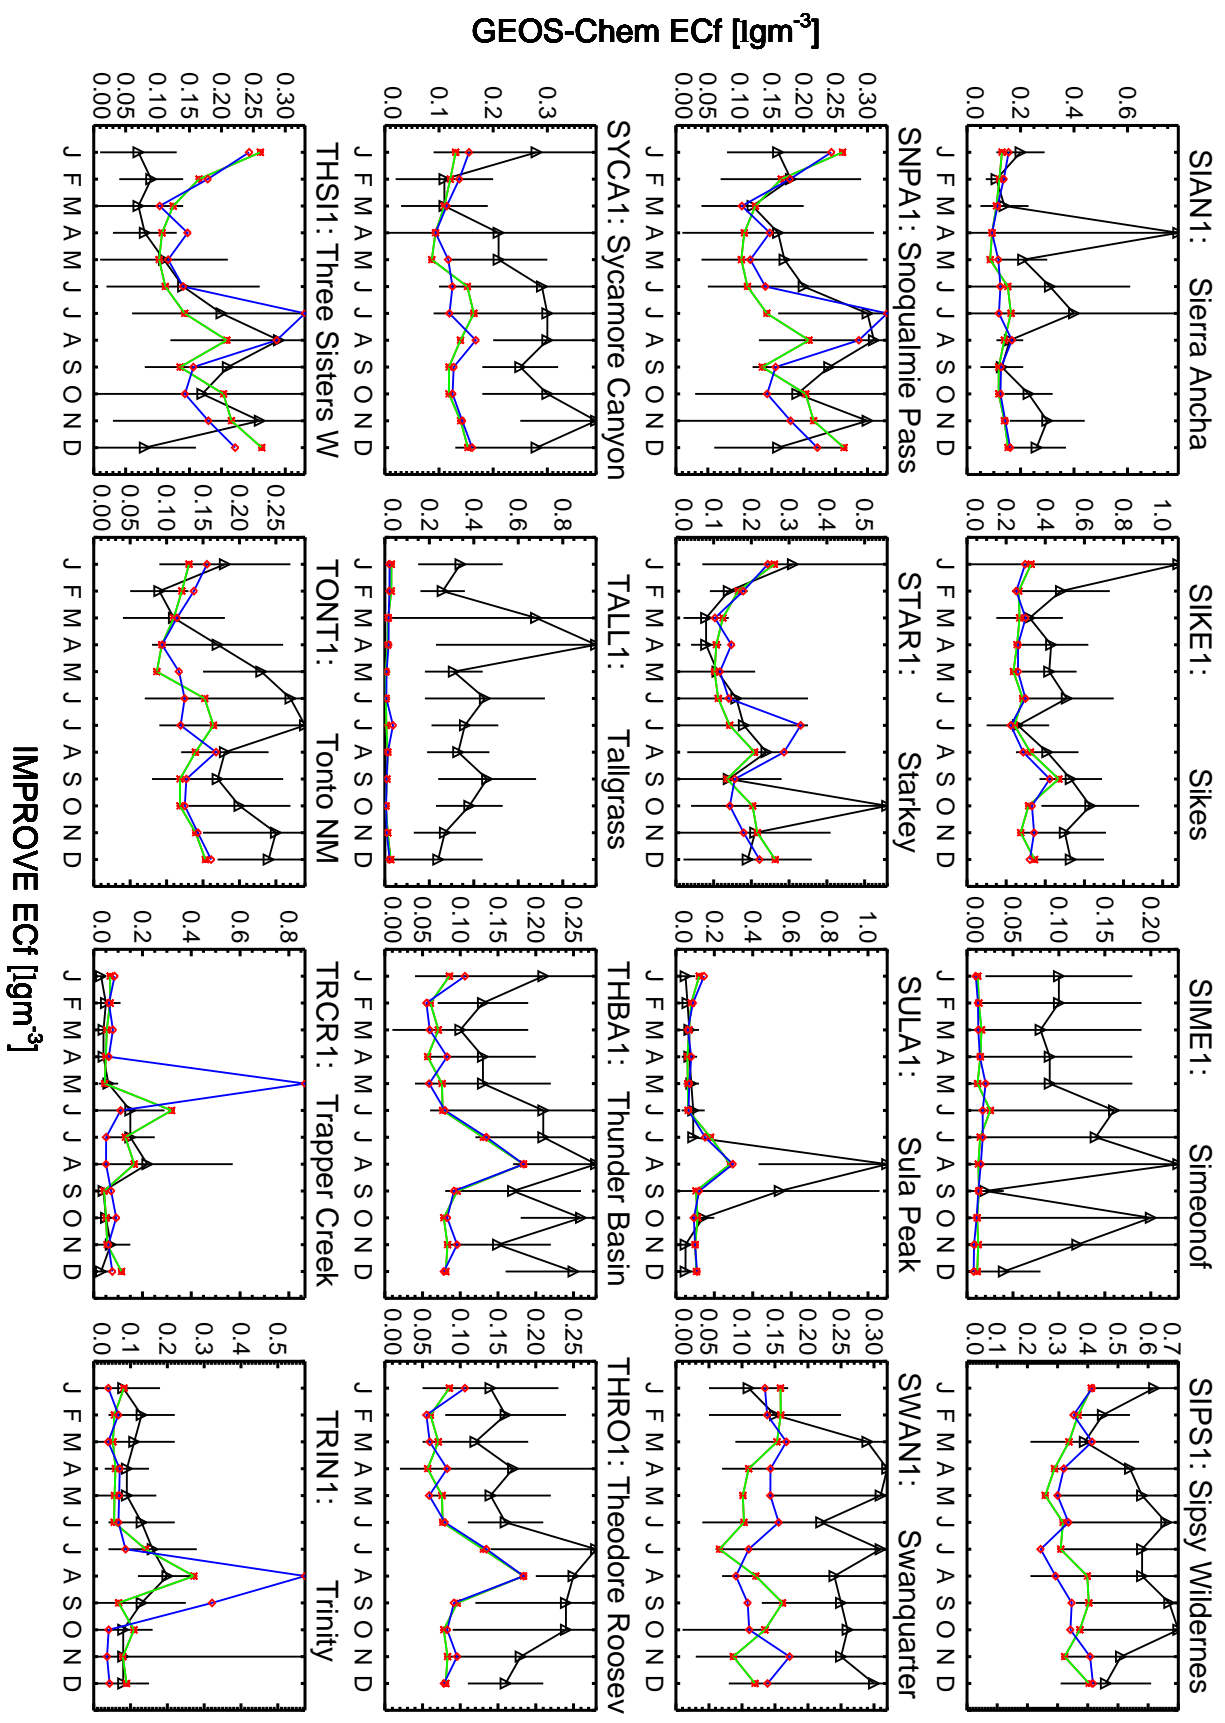 SIAN1: Sierra Ancha
0.6
0.4
0.2
0.0
J F M A M J J A S O N D
SIKE1: Sikes
1.0
0.8
0.6
0.4
0.2
0.0
J F M A M J J A S O N D
SIME1: Simeonof
0.20
0.15
0.10
0.05
0.00
J F M A M J J A S O N D
SIPS1: Sipsy Wildernes
0.7
0.6
0.5
0.4
0.3
0.2
0.1
0.0
J F M A M J J A S O N D
SNPA1: Snoqualmie Pass
0.30
0.25
0.20
0.15
0.10
0.05
0.00
J F M A M J J A S O N D
STAR1: Starkey
0.5
0.4
0.3
0.2
0.1
0.0
J F M A M J J A S O N D
SULA1: Sula Peak
1.0
0.8
0.6
0.4
0.2
0.0
J F M A M J J A S O N D
SWAN1: Swanquarter
0.30
0.25
0.20
0.15
0.10
0.05
0.00
J F M A M J J A S O N D
SYCA1: Sycamore Canyon
0.3
0.2
0.1
0.0
J F M A M J J A S O N D
TALL1: Tallgrass
0.8
0.6
0.4
0.2
0.0
J F M A M J J A S O N D
THBA1: Thunder Basin
0.25
0.20
0.15
0.10
0.05
0.00
J F M A M J J A S O N D
THRO1: Theodore Roosev
0.25
0.20
0.15
0.10
0.05
0.00
J F M A M J J A S O N D
THSI1: Three Sisters W
0.30
0.25
0.20
0.15
0.10
0.05
0.00
J F M A M J J A S O N D
TONT1: Tonto NM
0.25
0.20
0.15
0.10
0.05
0.00
J F M A M J J A S O N D
TRCR1: Trapper Creek
0.8
0.6
0.4
0.2
0.0
J F M A M J J A S O N D
TRIN1: Trinity
0.5
0.4
0.3
0.2
0.1
0.0
J F M A M J J A S O N D
GEOS-Chem ECf [lgm-3]
IMPROVE ECf [lgm-3]